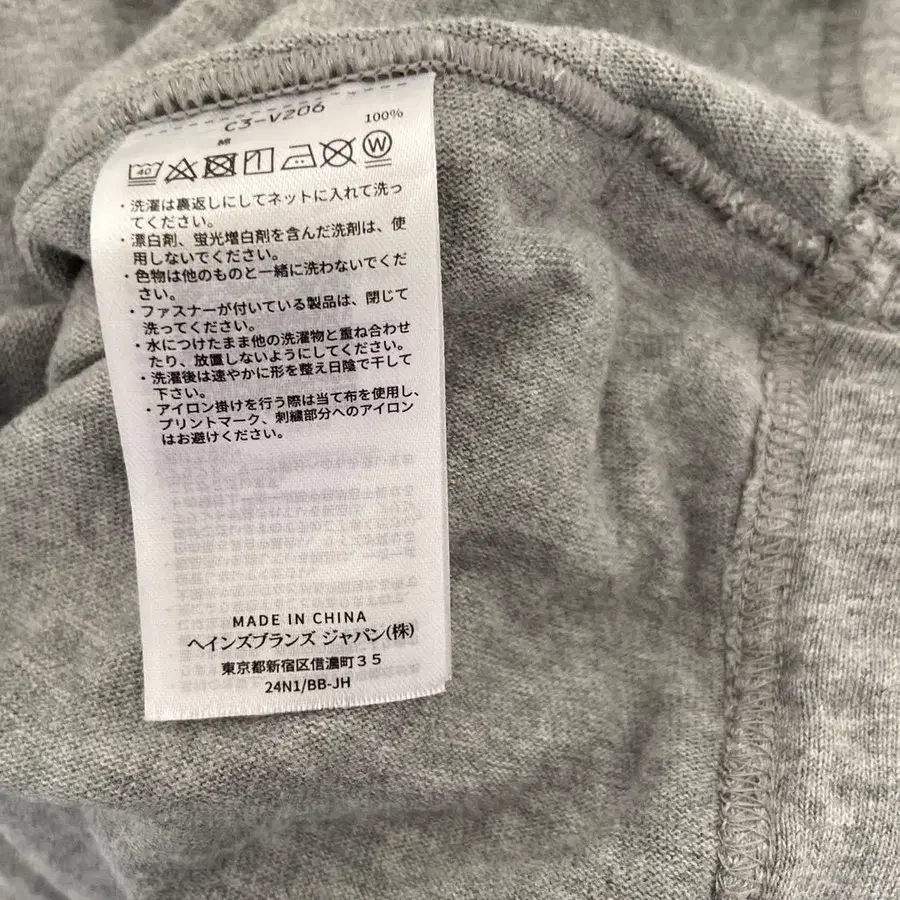 C3-V206
綿 100%
40 W
・洗濯は裏返しにしてネットに入れて洗っ
てください。
・漂白剤、蛍光増白剤を含んだ洗剤は、使
用しないでください。
・色物は他のものと一緒に洗わないでくだ
さい。
・ファスナーが付いている製品は、閉じて
洗ってください。
・水につけたまま他の洗濯物と重ね合わせ
たり、放置しないようにしてください。
・洗濯後は速やかに形を整え日陰で干して
下さい。
・アイロン掛けを行う際は当て布を使用し、
プリントマーク、刺繍部分へのアイロン
はお避けください。
MADE IN CHINA
ヘインズブランズ ジャパン(株)
東京都新宿区信濃町３５
24N1/BB-JH